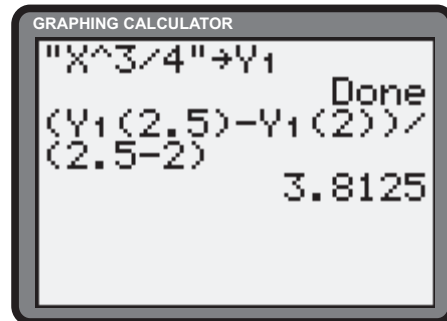 GRAPHING CALCULATOR
"X^3/4"→Y₁
Done
(Y₁(2.5)-Y₁(2))/
(2.5-2)
3.8125